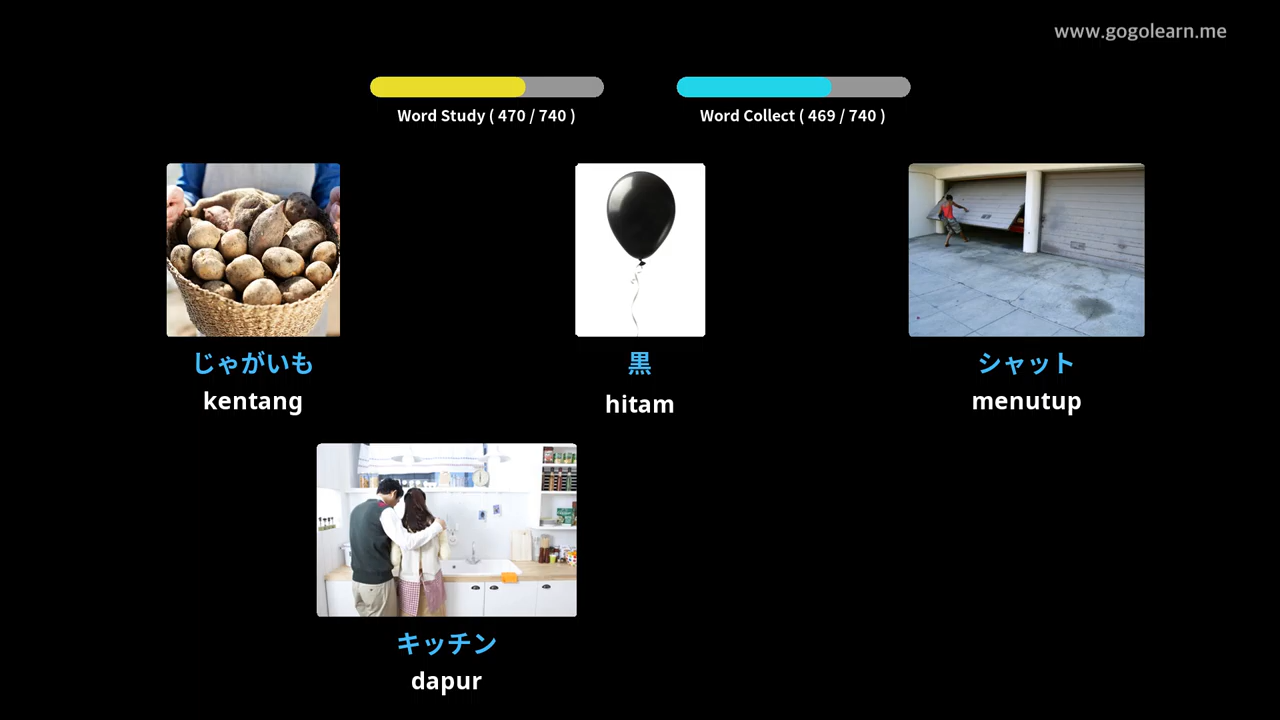 www.gogolearn.me
Word Study ( 470 / 740 )
Word Collect ( 469 / 740 )
じゃがいも
kentang
黒
hitam
シャット
menutup
キッチン
dapur